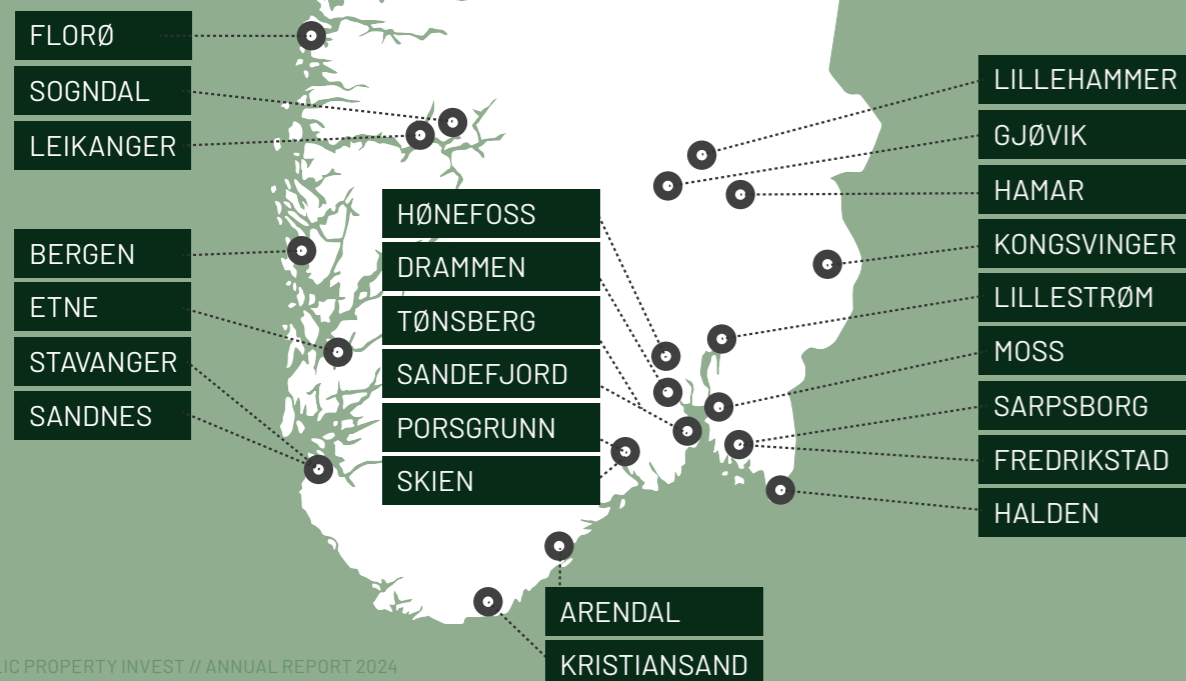 FLORØ
SOGNDAL
LEIKANGER
BERGEN
ETNE
STAVANGER
SANDNES
HØNEFOSS
DRAMMEN
TØNSBERG
SANDEFJORD
PORSGRUNN
SKIEN
LILLEHAMMER
GJØVIK
HAMAR
KONGSVINGER
LILLESTRØM
MOSS
SARPSBORG
FREDRIKSTAD
HALDEN
ARENDAL
KRISTIANSAND
LIC PROPERTY INVEST // ANNUAL REPORT 2024